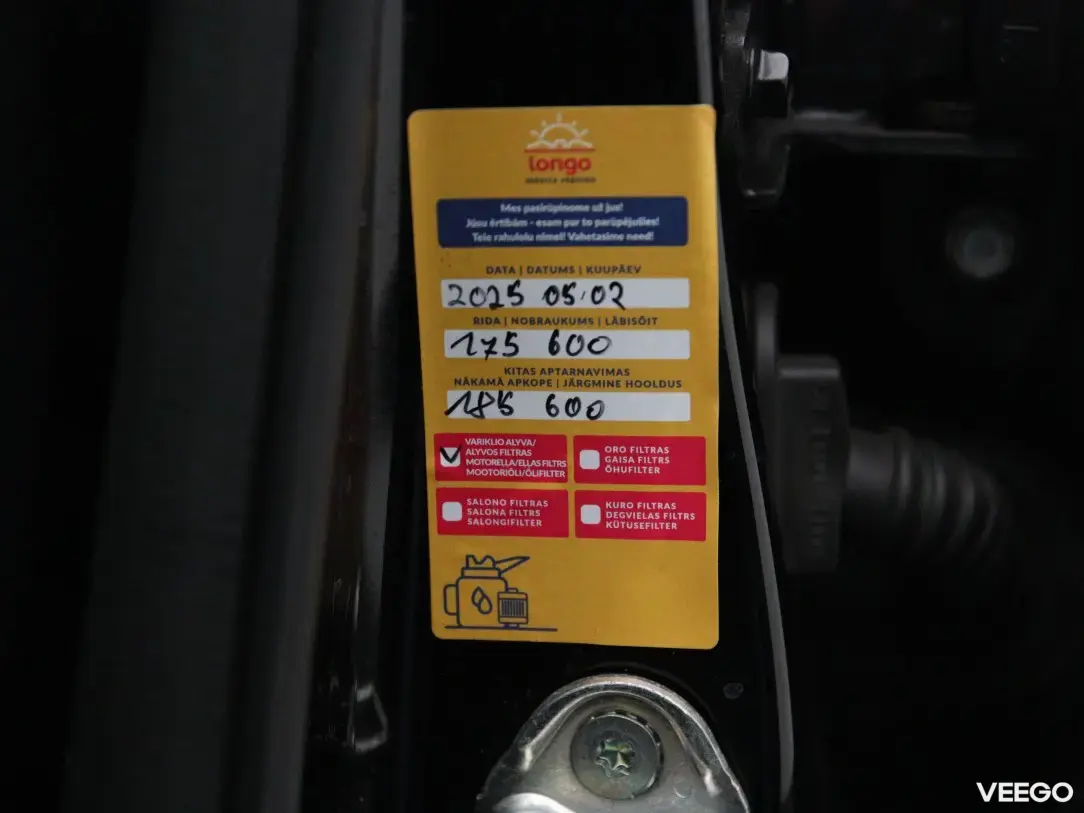 longo
Mes pasirūpinome už jus!
Jūsu ērtībām - esam par to parūpējušies!
Teie rahulolu nimel! Vahetasime need!
DATA | DATUMS | KUUPÄEV
2025 05.02
RIDA | NOBRAUKUMS | LÄBISÕIT
175 600
KITAS APTARNAVIMAS
NĀKAMĀ APKOPE | JÄRGMINE HOOLDUS
185 600
VARIKLIO ALYVA/
ALYVOS FILTRAS
MOTORELLA/ELLAS FILTRS
MOOTORIÕLI/ÕLIFILTER
ORO FILTRAS
GAISA FILTRS
ÕHUFILTER
SALONO FILTRAS
SALONA FILTRS
SALONGIFILTER
KURO FILTRAS
DEGVIELAS FILTRS
KÜTUSEFILTER
VEEGO